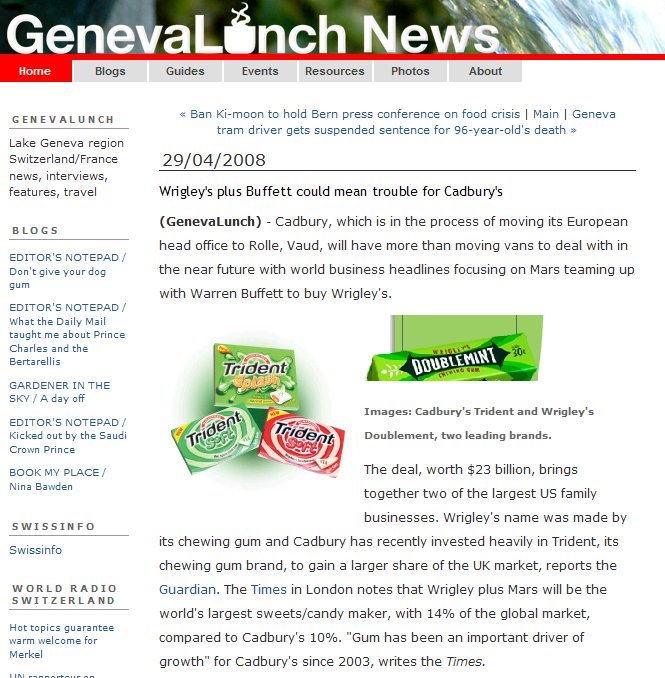 GenevaLunch News
Home
Blogs
Guides
Events
Resources
Photos
About
GENEVALUNCH
Lake Geneva region
Switzerland/France
news, interviews,
features, travel
BLOGS
EDITOR'S NOTEPAD /
Don't give your dog
gum
EDITOR'S NOTEPAD /
What the Daily Mail
taught me about Prince
Charles and the
Bertarellis
GARDENER IN THE
SKY / A day off
EDITOR'S NOTEPAD /
Kicked out by the Saudi
Crown Prince
BOOK MY PLACE /
Nina Bawden
SWISSINFO
Swissinfo
WORLD RADIO
SWITZERLAND
Hot topics guarantee
warm welcome for
Merkel
UN rapporteur on
« Ban Ki-moon to hold Bern press conference on food crisis | Main | Geneva
tram driver gets suspended sentence for 96-year-old's death »
29/04/2008
Wrigley's plus Buffett could mean trouble for Cadbury's
(GenevaLunch) - Cadbury, which is in the process of moving its European
head office to Rolle, Vaud, will have more than moving vans to deal with in
the near future with world business headlines focusing on Mars teaming up
with Warren Buffett to buy Wrigley's.
Trident
Splash
Trident
Soft
Trident
Soft
WRIGLEY'S
DOUBLEMINT
CHEWING GUM
30¢
Images: Cadbury's Trident and Wrigley's
Doublement, two leading brands.
The deal, worth $23 billion, brings
together two of the largest US family
businesses. Wrigley's name was made by
its chewing gum and Cadbury has recently invested heavily in Trident, its
chewing gum brand, to gain a larger share of the UK market, reports the
Guardian. The Times in London notes that Wrigley plus Mars will be the
world's largest sweets/candy maker, with 14% of the global market,
compared to Cadbury's 10%. "Gum has been an important driver of
growth" for Cadbury's since 2003, writes the Times.